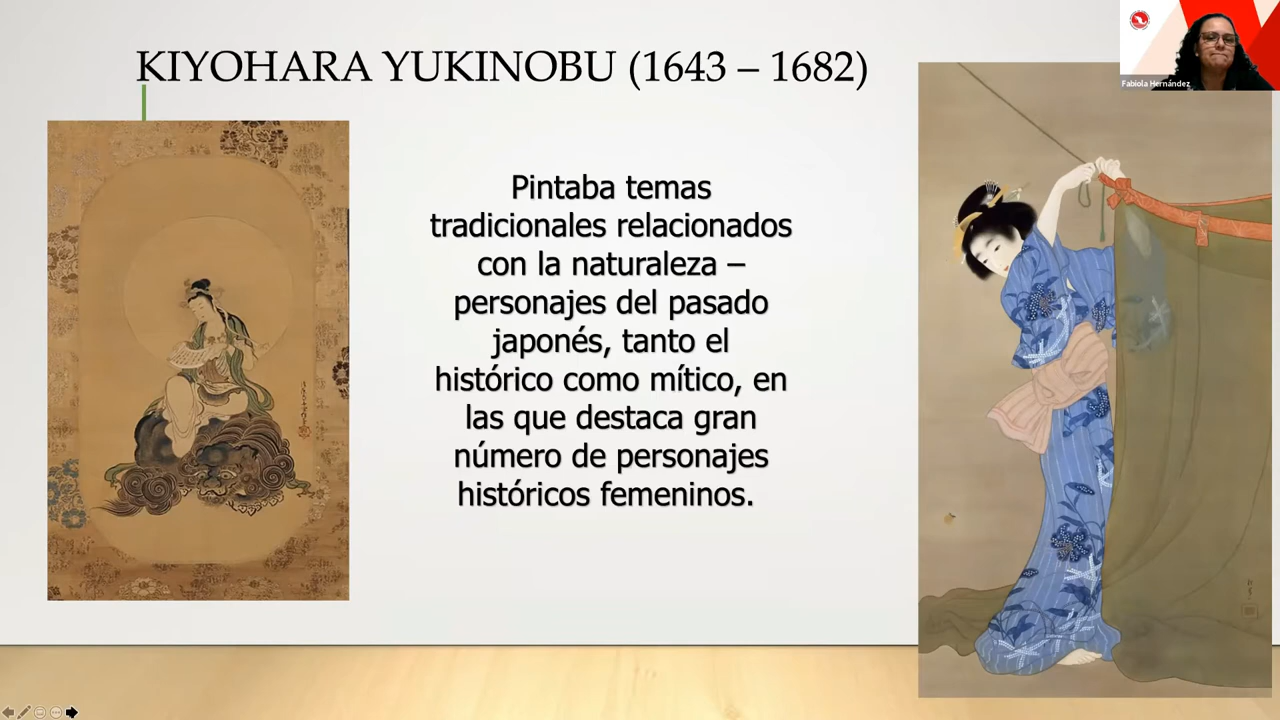 KIYOHARA YUKINOBU (1643 – 1682)
Pintaba temas
tradicionales relacionados
con la naturaleza –
personajes del pasado
japonés, tanto el
histórico como mítico, en
las que destaca gran
número de personajes
históricos femeninos.
Fabiola Hernández